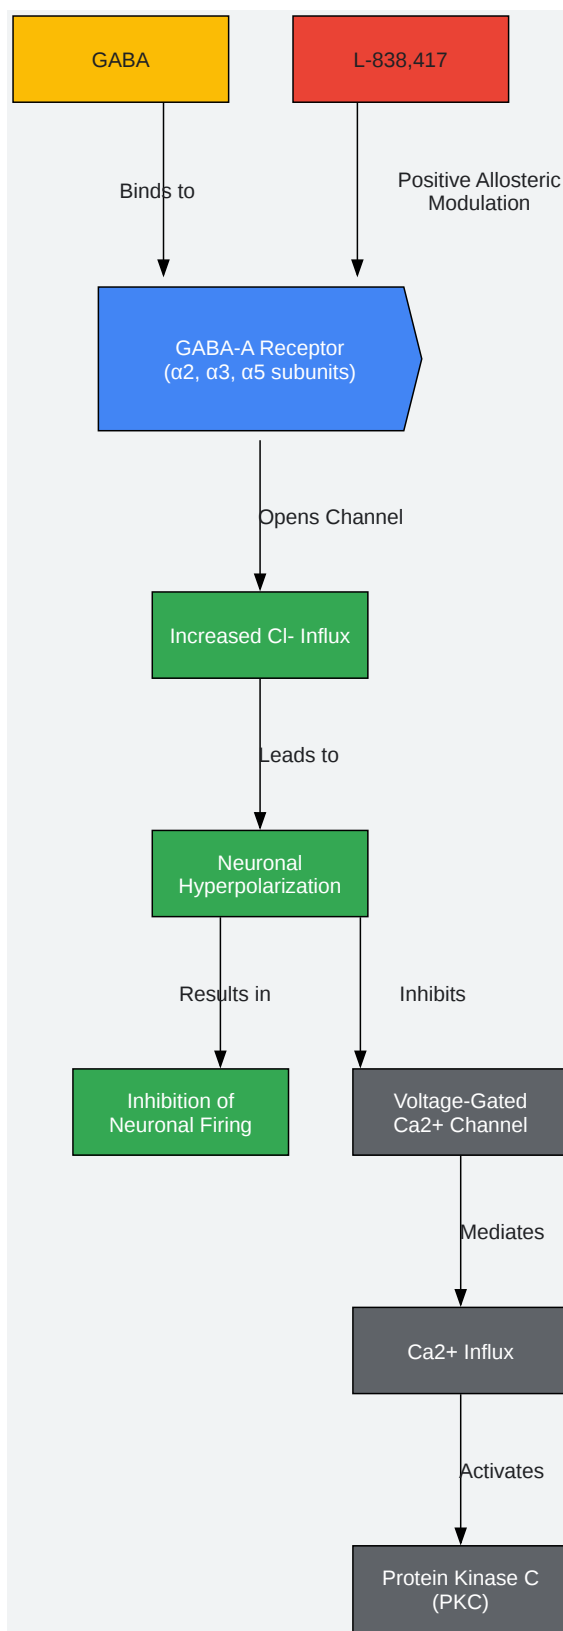 GABA
L-838,417
Binds to
Positive Allosteric
Modulation
GABA-A Receptor
(α2, α3, α5 subunits)
Opens Channel
Increased Cl- Influx
Leads to
Neuronal
Hyperpolarization
Results in
Inhibits
Inhibition of
Neuronal Firing
Voltage-Gated
Ca2+ Channel
Mediates
Ca2+ Influx
Activates
Protein Kinase C
(PKC)